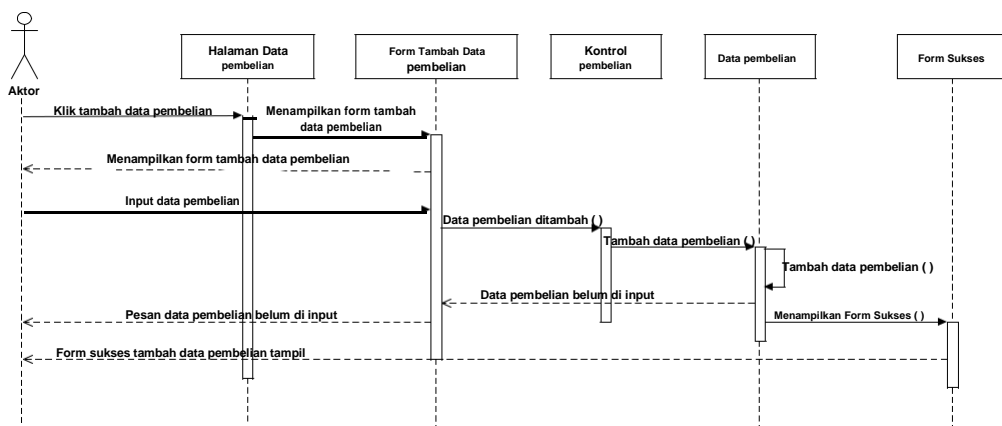 Halaman Data
pembelian
Form Tambah Data
pembelian
Kontrol
pembelian
Data pembelian
Form Sukses
Aktor
Klik tambah data pembelian
Menampilkan form tambah
data pembelian
Menampilkan form tambah data pembelian
Input data pembelian
Data pembelian ditambah ( )
Tambah data pembelian ( )
Tambah data pembelian ( )
Data pembelian belum di input
Pesan data pembelian belum di input
Menampilkan Form Sukses ( )
Form sukses tambah data pembelian tampil